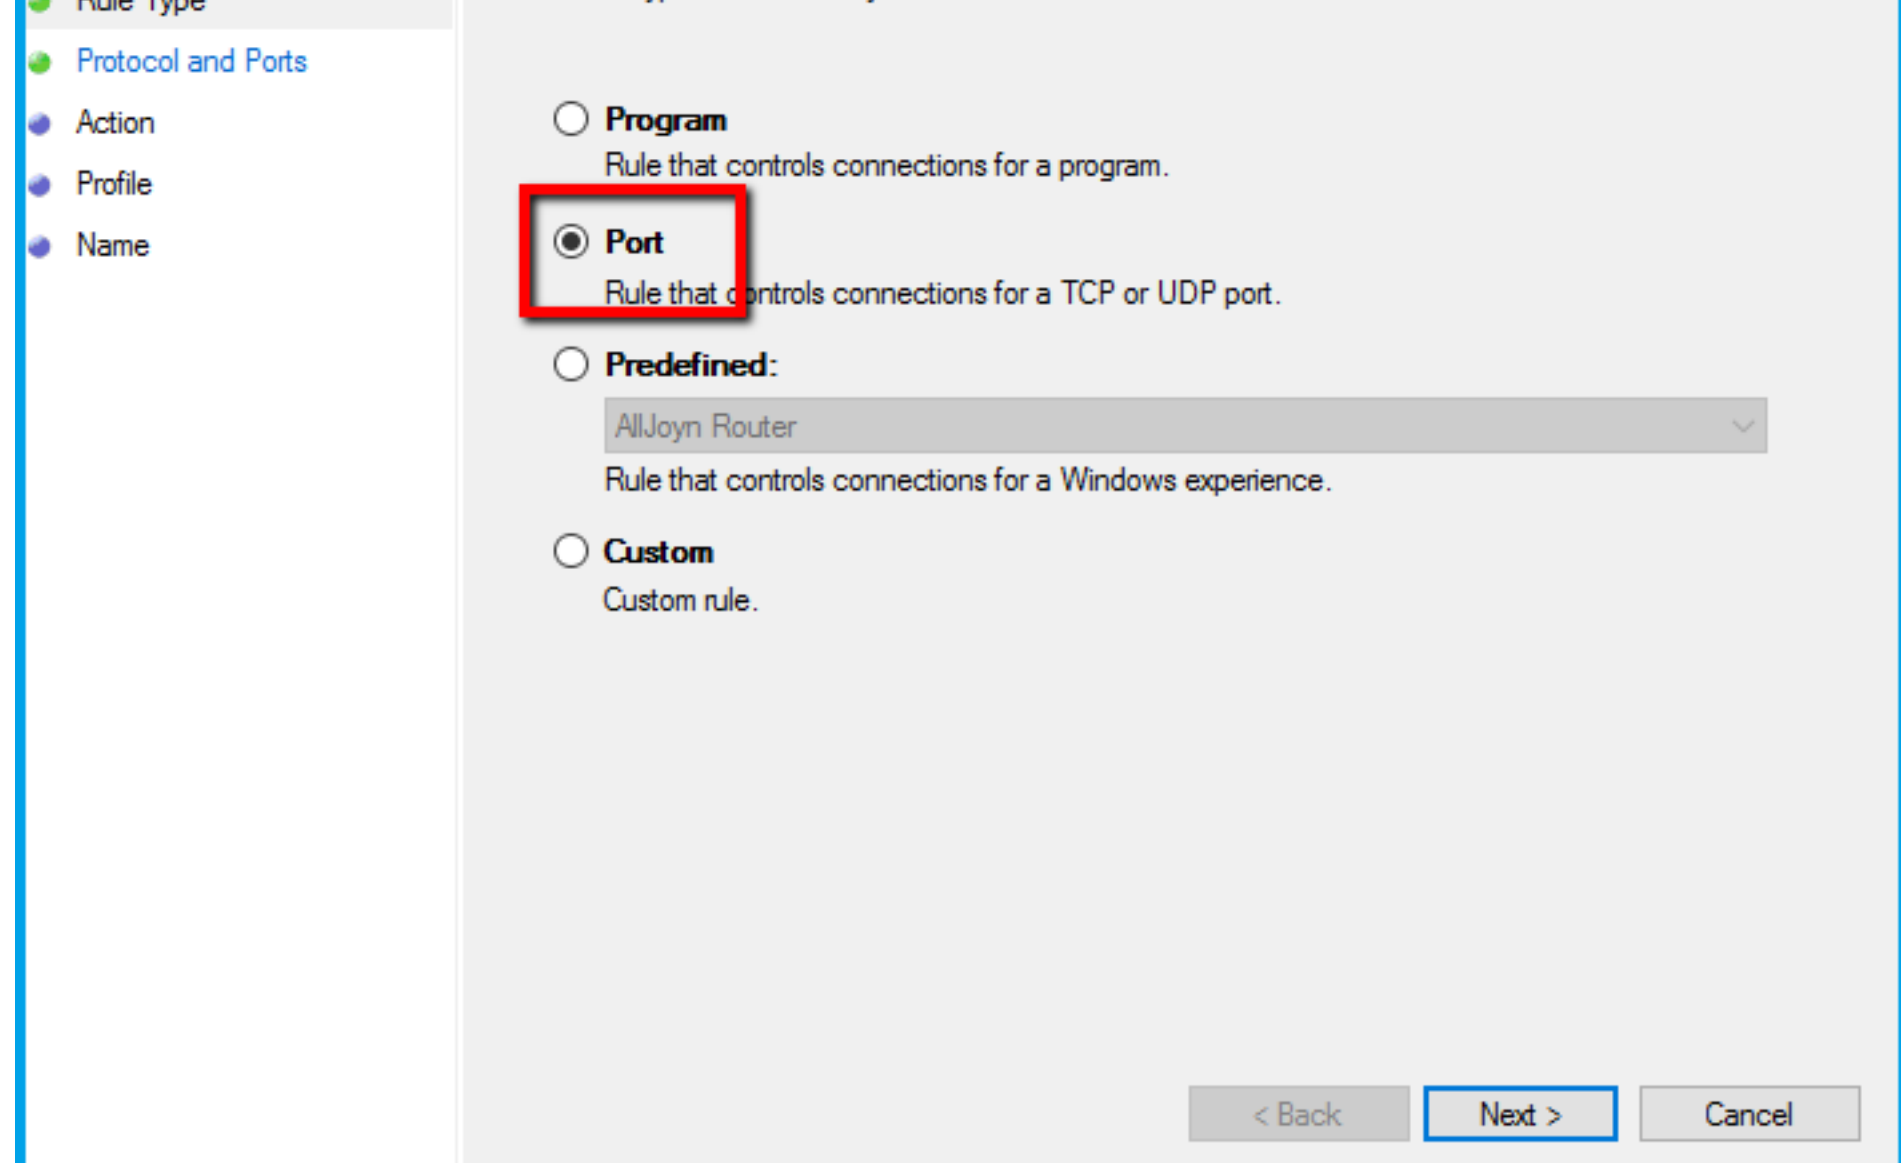 Rule Type
Protocol and Ports
Action
Profile
Name
Program
Rule that controls connections for a program.
Port
Rule that controls connections for a TCP or UDP port.
Predefined:
AllJoyn Router
Rule that controls connections for a Windows experience.
Custom
Custom rule.
< Back
Next >
Cancel